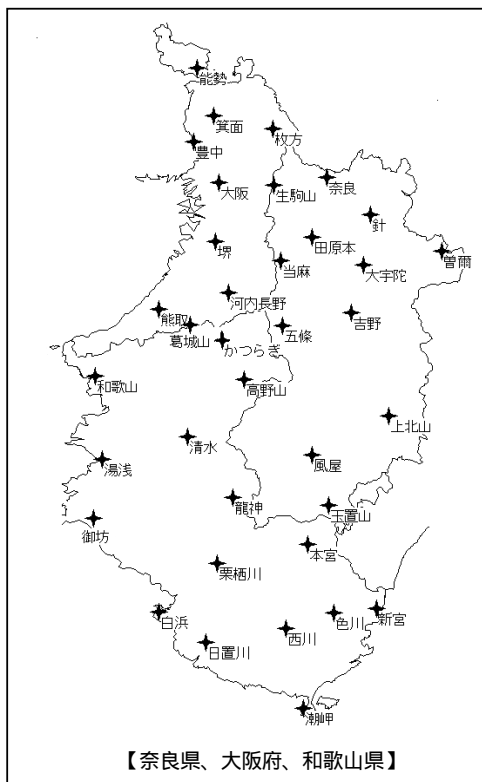 能勢
箕面
枚方
豊中
大阪
生駒山
奈良
針
堺
田原本
曽爾
当麻
大宇陀
河内長野
熊取
吉野
葛城山
五條
かつらぎ
和歌山
高野山
上北山
清水
風屋
湯浅
龍神
玉置山
御坊
本宮
栗栖川
白浜
色川
新宮
西川
日置川
潮岬
【奈良県、大阪府、和歌山県】